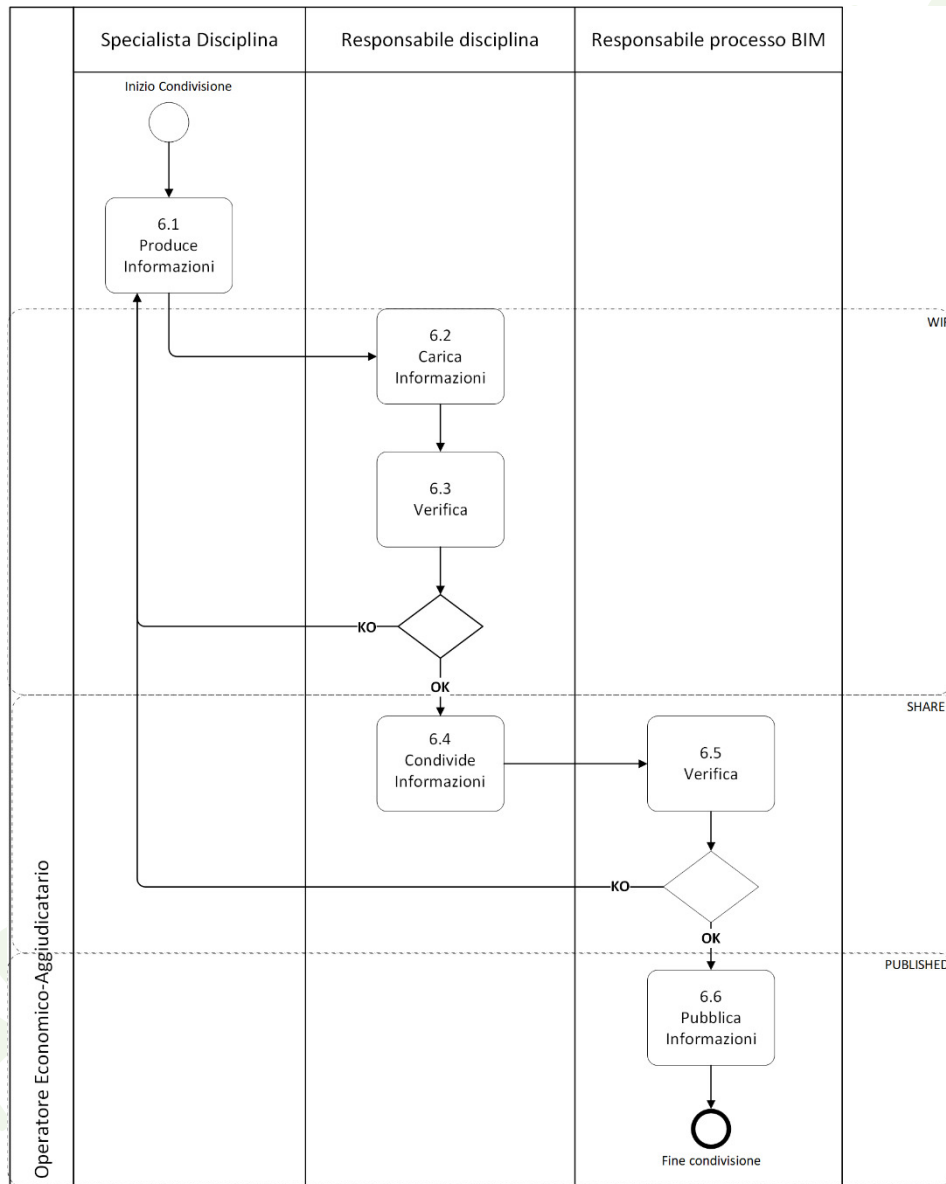 Specialista Disciplina
Responsabile disciplina
Responsabile processo BIM
Inizio Condivisione
6.1
Produce
Informazioni
WIP
6.2
Carica
Informazioni
6.3
Verifica
KO
OK
SHARE
6.4
Condivide
Informazioni
6.5
Verifica
KO
OK
PUBLISHED
6.6
Pubblica
Informazioni
Fine condivisione
Operatore Economico-Aggiudicatario